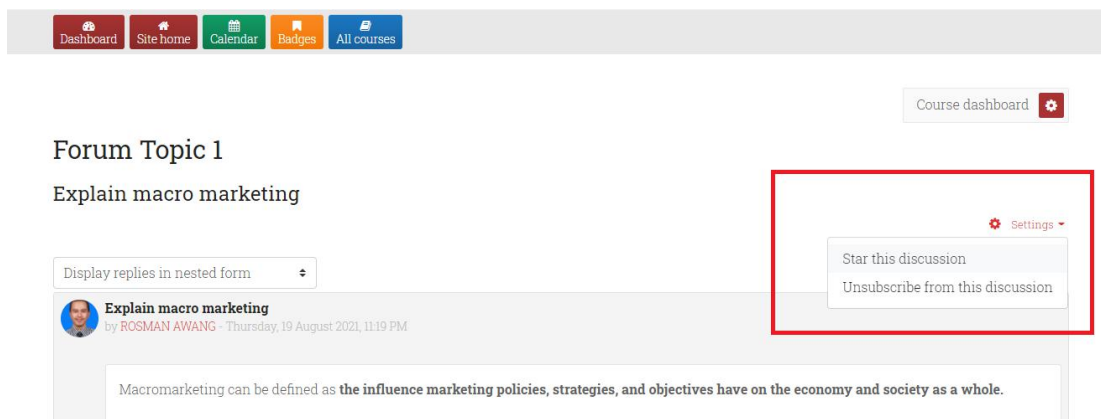 Dashboard
Site home
Calendar
Badges
All courses
Course dashboard
Forum Topic 1
Explain macro marketing
Settings
Star this discussion
Unsubscribe from this discussion
Display replies in nested form
Explain macro marketing
by ROSMAN AWANG - Thursday, 19 August 2021, 11:19 PM
Macromarketing can be defined as the influence marketing policies, strategies, and objectives have on the economy and society as a whole.